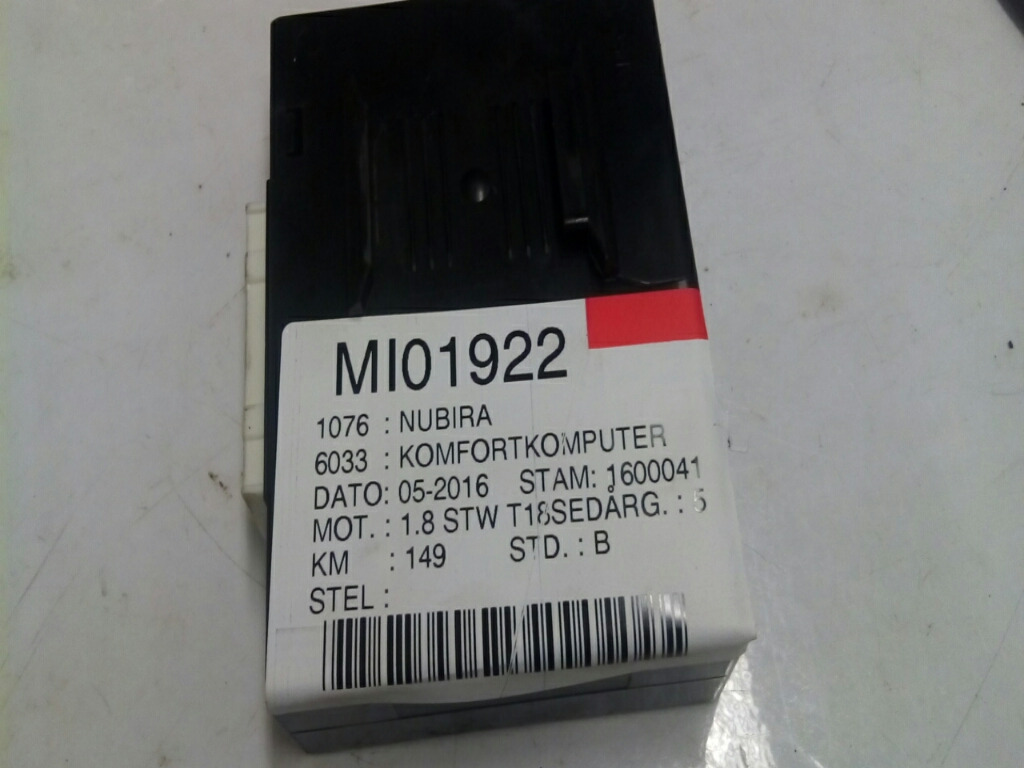 MI01922
1076 : NUBIRA
6033 : KOMFORTKOMPUTER
DATO: 05-2016 STAM: 1600041
MOT. : 1.8 STW T18SEDÅRG. : 5
KM : 149 STD. : B
STEL :